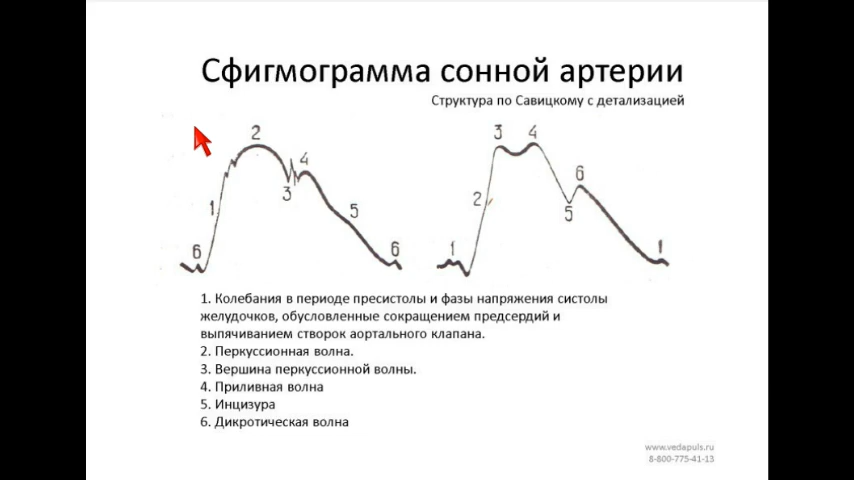 Сфигмограмма сонной артерии
Структура по Савицкому с детализацией
2
3
4
4
6
3
1
5
2
5
6
6
1
1
1. Колебания в периоде пресистолы и фазы напряжения систолы
желудочков, обусловленные сокращением предсердий и
выпячиванием створок аортального клапана.
2. Перкуссионная волна.
3. Вершина перкуссионной волны.
4. Приливная волна
5. Инцизура
6. Дикротическая волна
www.vedapuls.ru
8-800-775-41-13